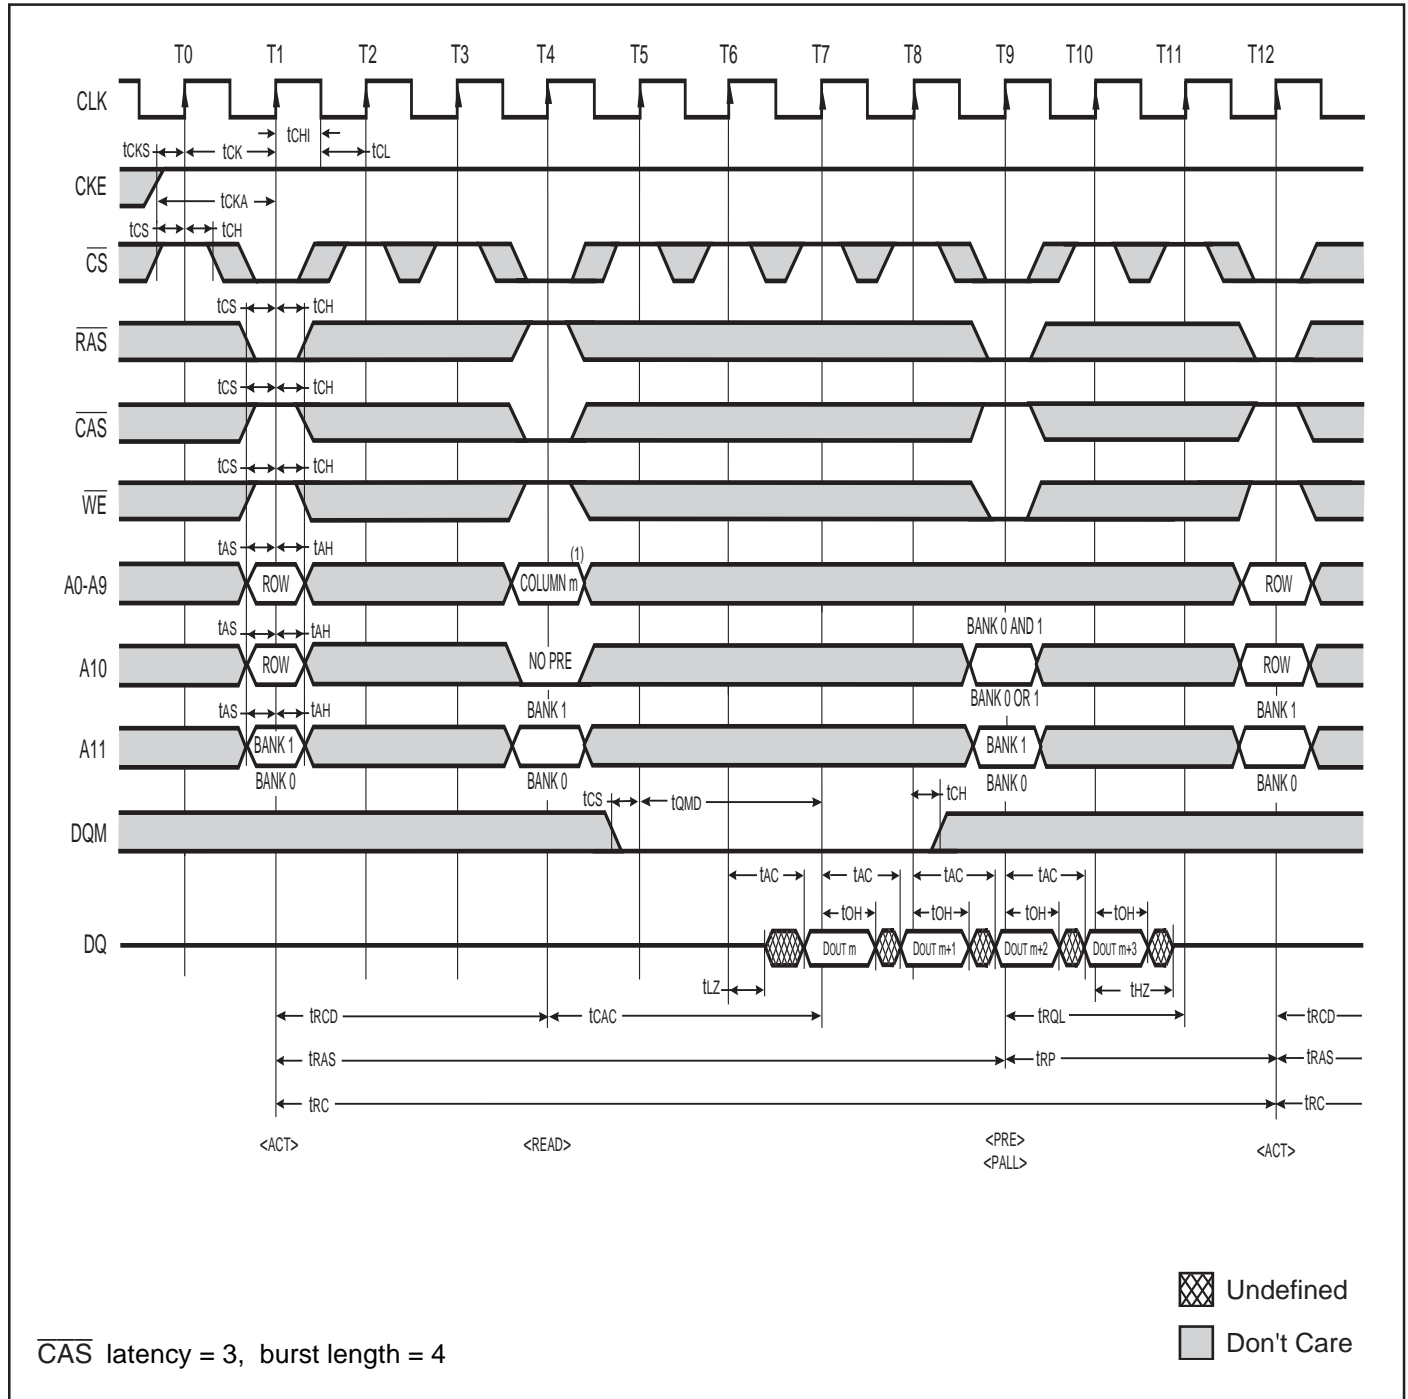 T0 T1 T2 T3 T4 T5 T6 T7 T8 T9 T10 T11 T12
CLK
tCHI
tCKS tCK tCL
CKE
tCKA
tCS tCH
CS
tCS tCH
RAS
tCS tCH
CAS
tCS tCH
WE
tAS tAH (1)
A0-A9 ROW COLUMN m ROW
tAS tAH BANK 0 AND 1
A10 ROW NO PRE ROW
BANK 0 OR 1
tAS tAH BANK 1 BANK 1
A11 BANK 1 BANK 1
BANK 0 BANK 0 BANK 0 BANK 0
tCS tQMD tCH
DQM
tAC tAC tAC tAC
tOH tOH tOH tOH
DQ DOUT m DOUT m+1 DOUT m+2 DOUT m+3
tLZ tHZ
tRCD tCAC tRQL tRCD
tRAS tRP tRAS
tRC tRC
<ACT> <READ> <PRE> <ACT>
<PALL>
Undefined
Don't Care
CAS latency = 3, burst length = 4